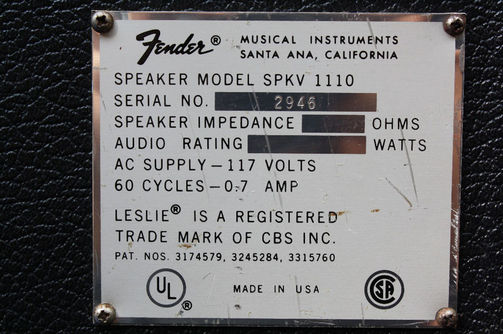 Fender® MUSICAL INSTRUMENTS
SANTA ANA, CALIFORNIA
SPEAKER MODEL SPKV 1110
SERIAL NO. 2946
SPEAKER IMPEDANCE OHMS
AUDIO RATING WATTS
AC SUPPLY – 117 VOLTS
60 CYCLES – 0.7 AMP
LESLIE® IS A REGISTERED
TRADE MARK OF CBS INC.
PAT. NOS. 3174579, 3245284, 3315760
UL® MADE IN USA SA